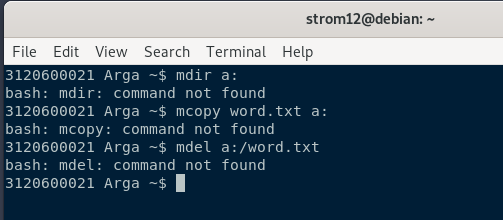 strom12@debian: ~
File Edit View Search Terminal Help
3120600021 Arga ~$ mdir a:
bash: mdir: command not found
3120600021 Arga ~$ mcopy word.txt a:
bash: mcopy: command not found
3120600021 Arga ~$ mdel a:/word.txt
bash: mdel: command not found
3120600021 Arga ~$